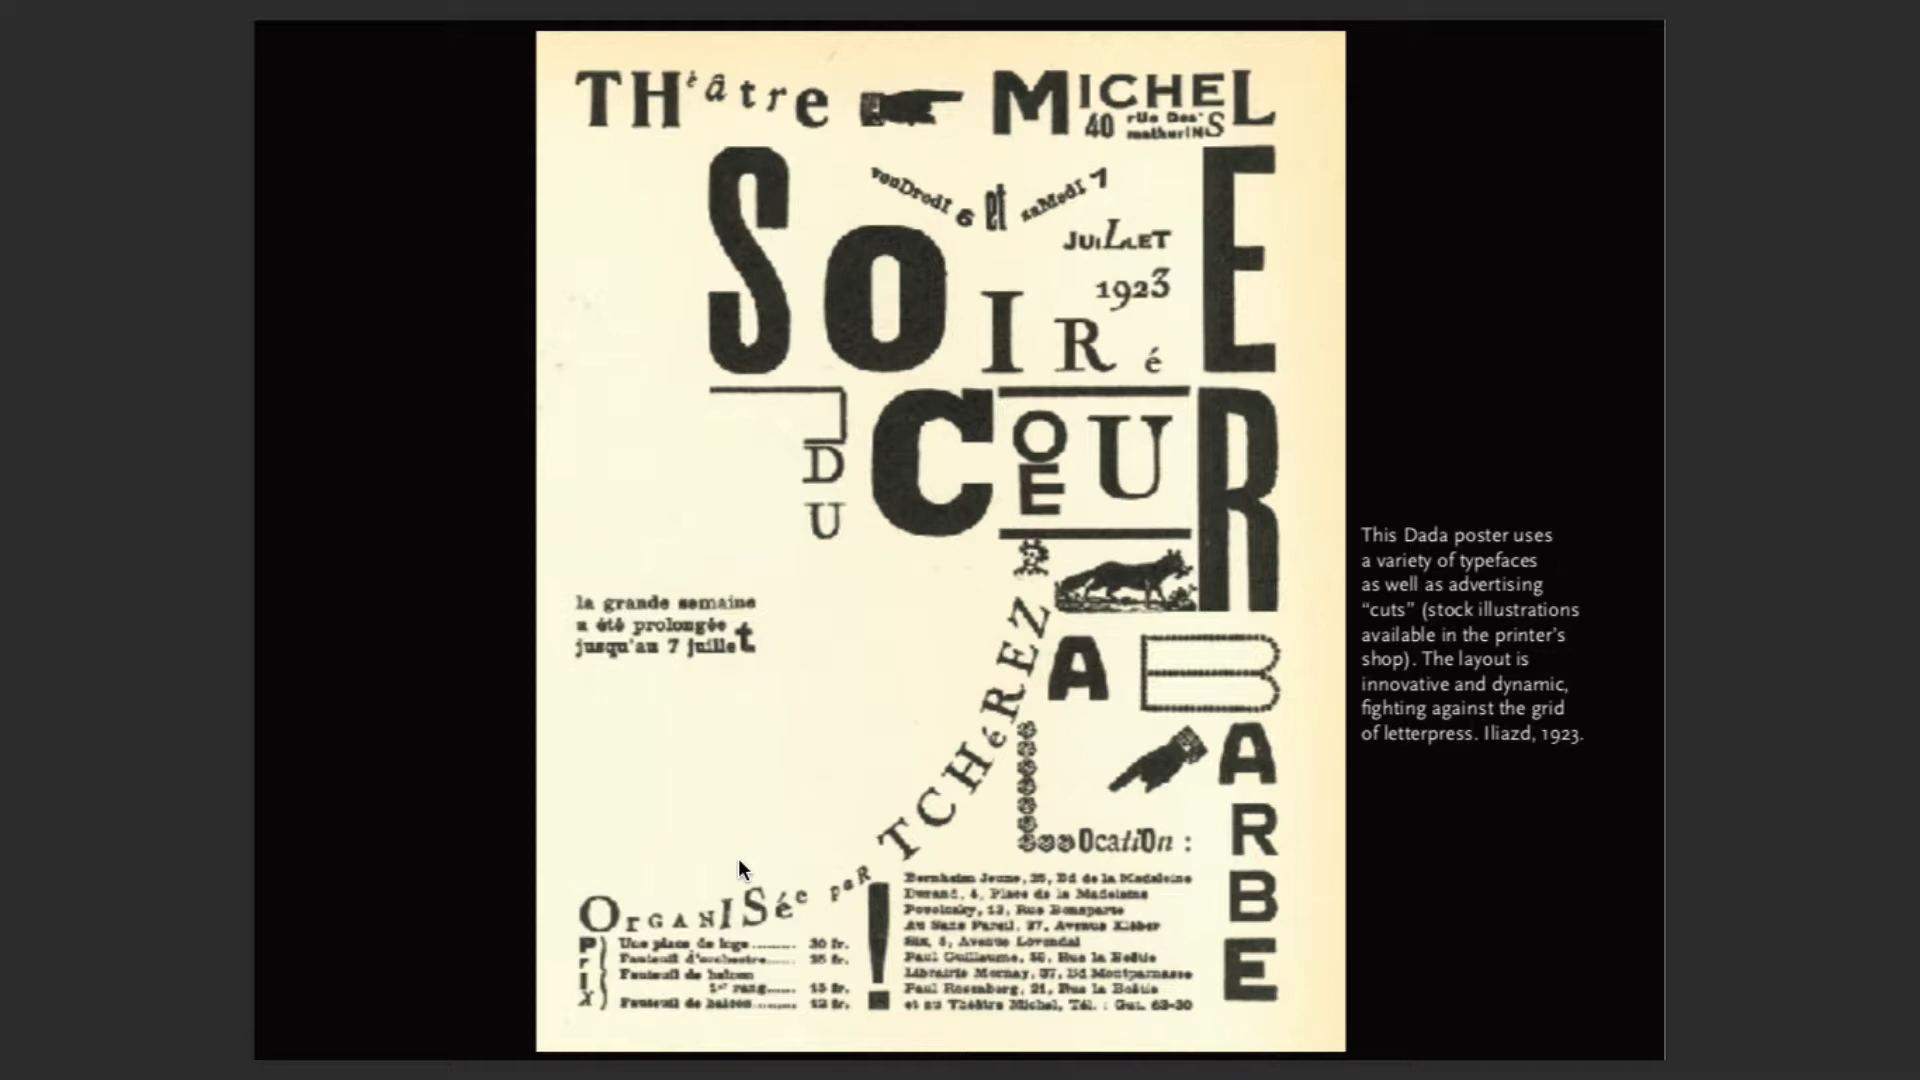 THèâtre MICHEL
40 rUe Des
mathurINS
venDredI 6 et saMedI 7
JUiLLET
1923
SOIRéE
DU CŒUR
A BARBE
la grande semaine
a été prolongée
jusqu'au 7 juillet
ORGANISée paR TCHéREZ
Location :
PrIX
Une place de loge........ 30 fr.
Fauteuil d'orchestre..... 25 fr.
Fauteuil de balcon
1er rang...... 15 fr.
Fauteuil de balcon....... 12 fr.
!
Bernheim Jeune, 25, Bd de la Madeleine
Durand, 4, Place de la Madeleine
Povolozky, 13, Rue Bonaparte
Au Sans Pareil, 37, Avenue Kléber
Six, 5, Avenue Lowendal
Paul Guillaume, 59, Rue la Boëtie
Librairie Mornay, 37, Bd Montparnasse
Paul Rosenberg, 21, Rue la Boëtie
et au Théâtre Michel, Tél. : Gut. 63-30
This Dada poster uses
a variety of typefaces
as well as advertising
“cuts” (stock illustrations
available in the printer's
shop). The layout is
innovative and dynamic,
fighting against the grid
of letterpress. Iliazd, 1923.